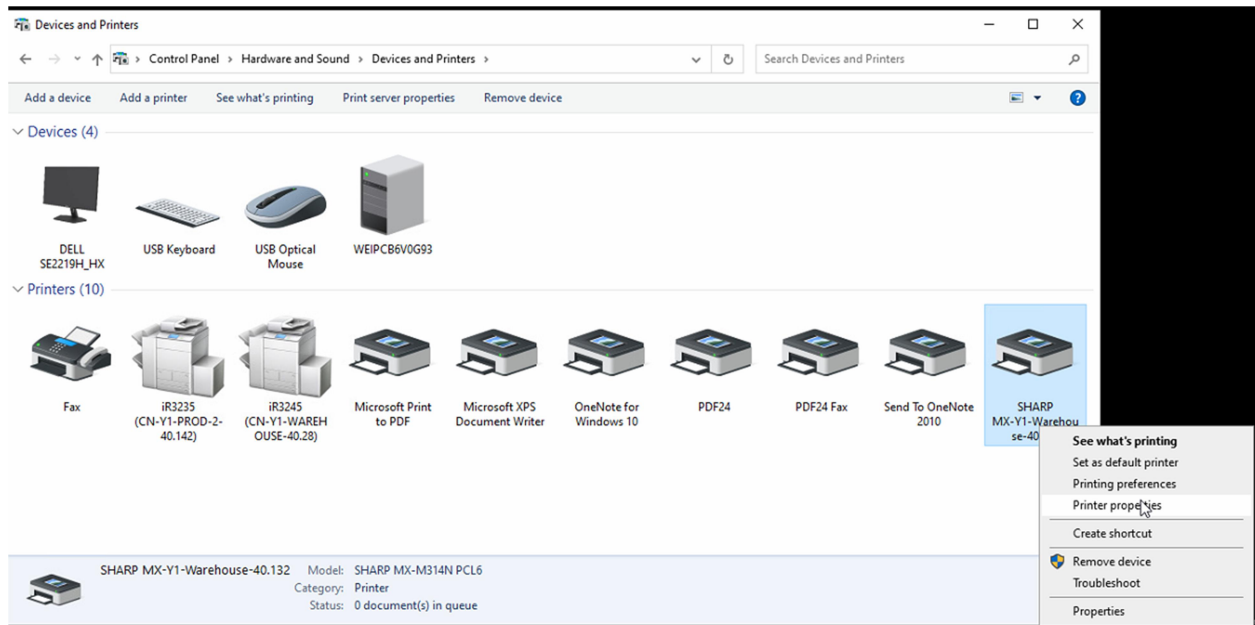 Devices and Printers
Control Panel > Hardware and Sound > Devices and Printers >
Search Devices and Printers
Add a device Add a printer See what's printing Print server properties Remove device
?
Devices (4)
DELL
SE2219H_HX
USB Keyboard
USB Optical
Mouse
WEIPCB6V0G93
Printers (10)
Fax
iR3235
(CN-Y1-PROD-2-
40.142)
iR3245
(CN-Y1-WAREH
OUSE-40.28)
Microsoft Print
to PDF
Microsoft XPS
Document Writer
OneNote for
Windows 10
PDF24
PDF24 Fax
Send To OneNote
2010
SHARP
MX-Y1-Warehou
se-40
See what's printing
Set as default printer
Printing preferences
Printer properties
Create shortcut
Remove device
Troubleshoot
Properties
SHARP MX-Y1-Warehouse-40.132 Model: SHARP MX-M314N PCL6
Category: Printer
Status: 0 document(s) in queue